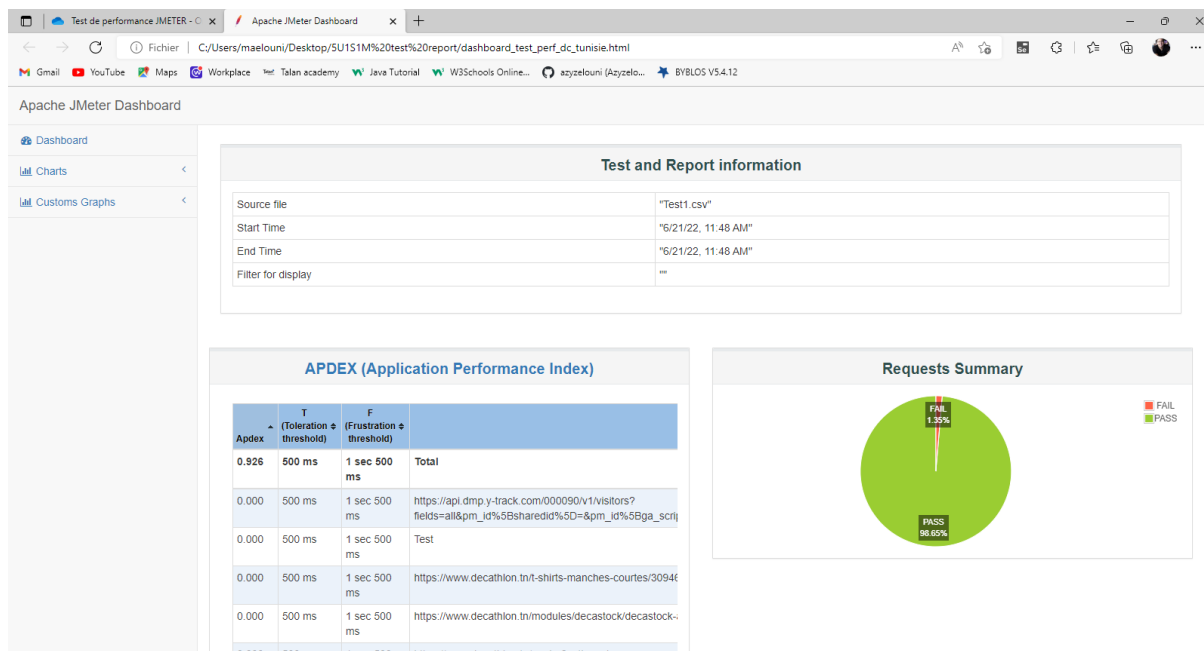 Test de performance JMETER - O
Apache JMeter Dashboard
Fichier
C:/Users/maelouni/Desktop/5U1S1M%20test%20report/dashboard_test_perf_dc_tunisie.html
Gmail YouTube Maps Workplace Talan academy Java Tutorial W3Schools Online... azyzelouni (Azyzelo... BYBLOS V5.4.12
Apache JMeter Dashboard
Dashboard
Charts
Customs Graphs
Test and Report information
Source file "Test1.csv"
Start Time "6/21/22, 11:48 AM"
End Time "6/21/22, 11:48 AM"
Filter for display ""
APDEX (Application Performance Index)
Apdex T (Toleration threshold) F (Frustration threshold)
0.926 500 ms 1 sec 500 ms Total
0.000 500 ms 1 sec 500 ms https://api.dmp.y-track.com/000090/v1/visitors?
fields=all&pm_id%5Bsharedid%5D=&pm_id%5Bga_scrip
0.000 500 ms 1 sec 500 ms Test
0.000 500 ms 1 sec 500 ms https://www.decathlon.tn/t-shirts-manches-courtes/30946
0.000 500 ms 1 sec 500 ms https://www.decathlon.tn/modules/decastock/decastock-
Requests Summary
FAIL
1.35%
PASS
98.65%
FAIL
PASS